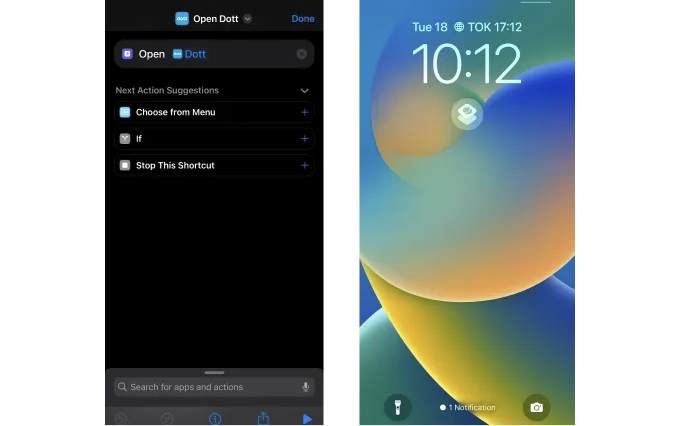 dott Open Dott Done
Open Dott
Next Action Suggestions
Choose from Menu
If
Stop This Shortcut
Search for apps and actions
Tue 18 TOK 17:12
10:12
1 Notification